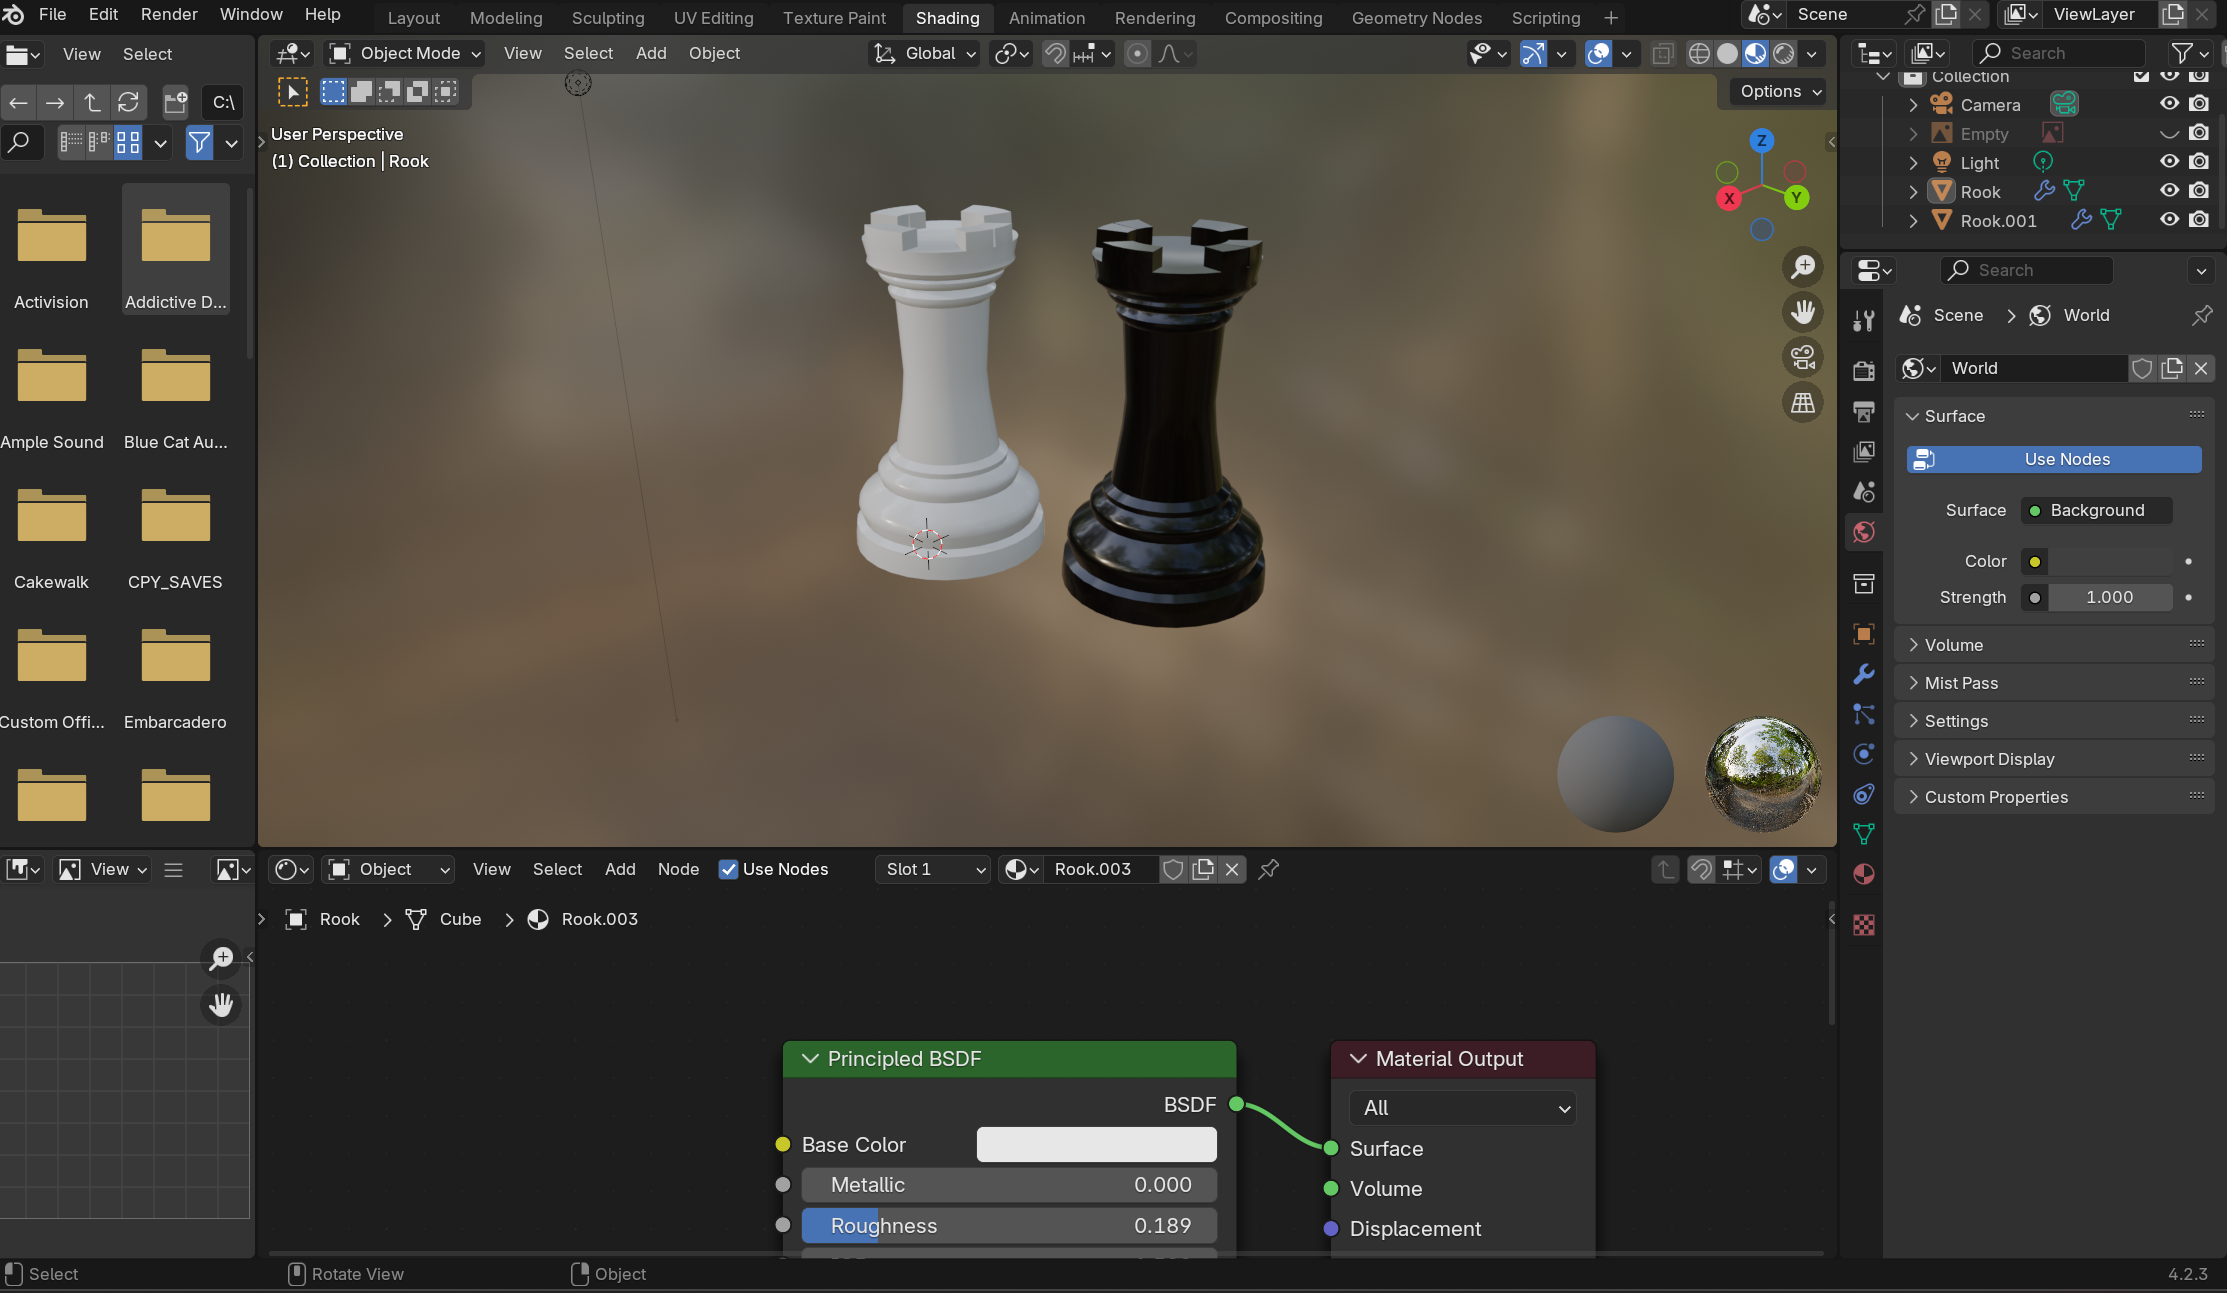 File Edit Render Window Help Layout Modeling Sculpting UV Editing Texture Paint Shading Animation Rendering Compositing Geometry Nodes Scripting + Scene ViewLayer
View Select
Object Mode View Select Add Object Global
Search
Options
C:\
User Perspective
(1) Collection | Rook
Z
X
Y
Activision
Addictive D...
Ample Sound
Blue Cat Au...
Cakewalk
CPY_SAVES
Custom Offi...
Embarcadero
Collection
Camera
Empty
Light
Rook
Rook.001
Search
Scene > World
World
Surface
Use Nodes
Surface Background
Color
Strength 1.000
Volume
Mist Pass
Settings
Viewport Display
Custom Properties
View
Object View Select Add Node Use Nodes Slot 1 Rook.003
Rook > Cube > Rook.003
Principled BSDF
BSDF
Base Color
Metallic 0.000
Roughness 0.189
Material Output
All
Surface
Volume
Displacement
Select Rotate View Object 4.2.3